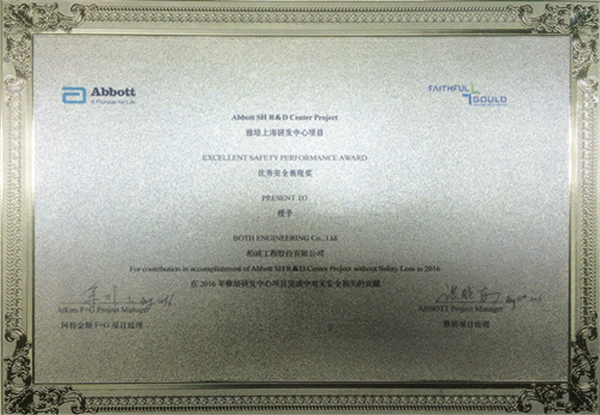 Abbott
A Promise for Life
FAITHFUL
GOULD
Abbott SH R&D Center Project
雅培上海研发中心项目
EXCELLENT SAFETY PERFORMANCE AWARD
优秀安全表现奖
PRESENT TO
授予
BOTH ENGINEERING Co., Ltd.
柏诚工程股份有限公司
For contribution in accomplishment of Abbott SH R&D Center Project without Safety Loss in 2016
在 2016 年雅培研发中心项目完成中对无安全损失的贡献
Atkins F+G Project Manager
ABBOTT Project Manager
阿特金斯 F+G 项目经理
雅培项目经理